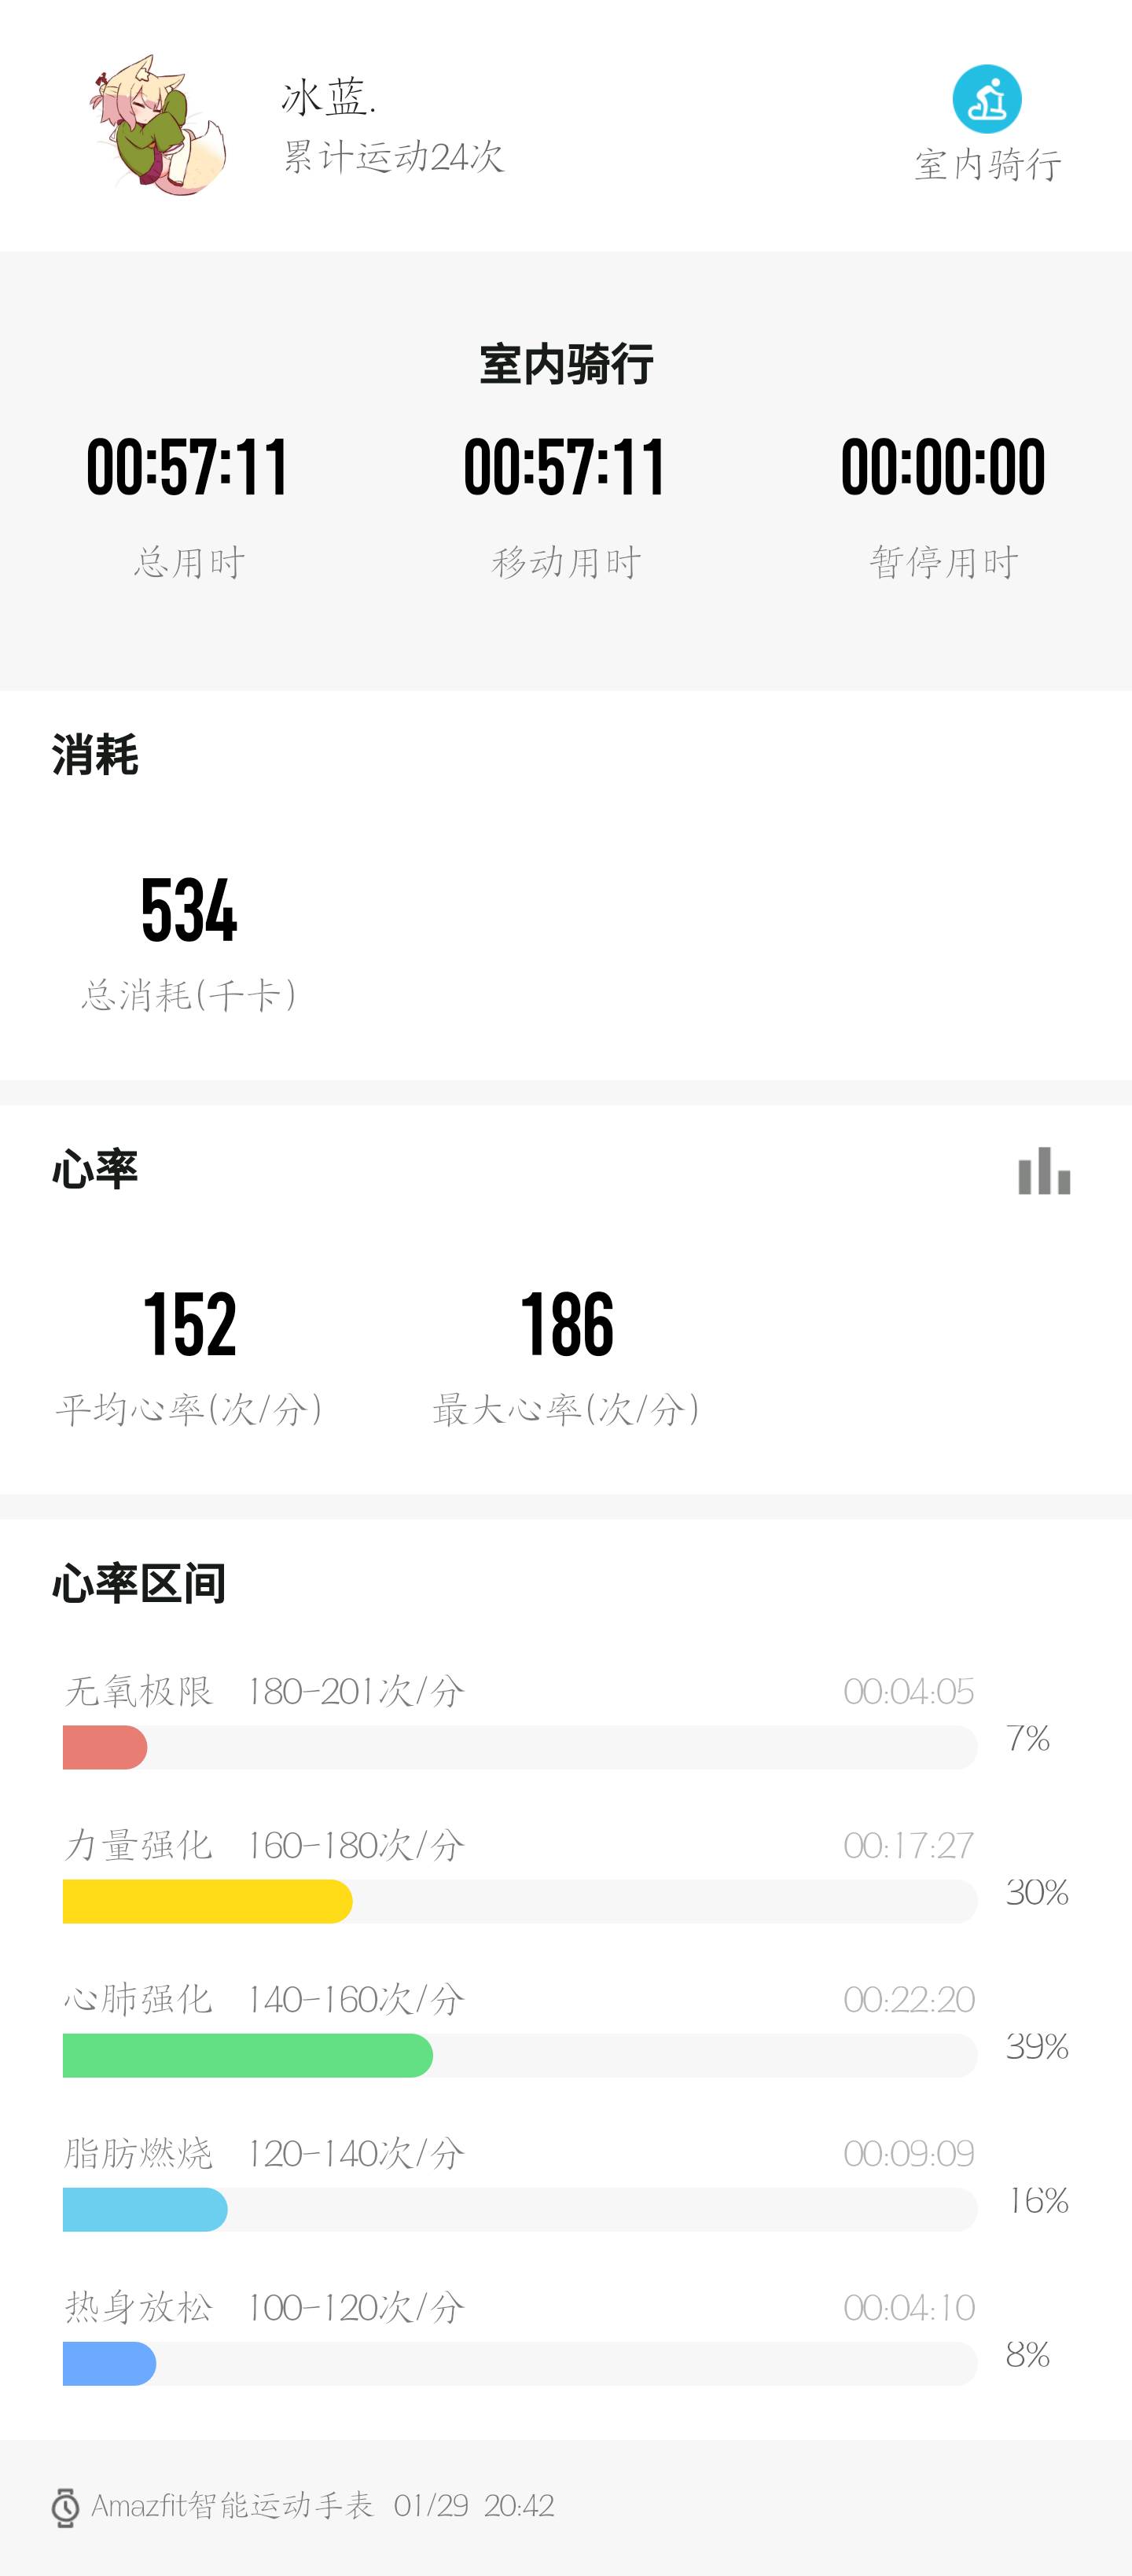 冰蓝.
累计运动24次
室内骑行
室内骑行
00:57:11 00:57:11 00:00:00
总用时 移动用时 暂停用时
消耗
534
总消耗(千卡)
心率
152 186
平均心率(次/分) 最大心率(次/分)
心率区间
无氧极限 180-201次/分 00:04:05
7%
力量强化 160-180次/分 00:17:27
30%
心肺强化 140-160次/分 00:22:20
39%
脂肪燃烧 120-140次/分 00:09:09
16%
热身放松 100-120次/分 00:04:10
8%
Amazfit智能运动手表 01/29 20:42